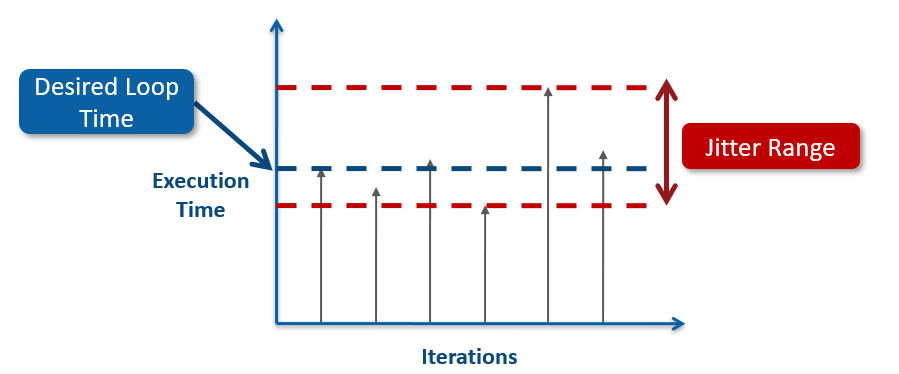 Desired Loop
Time
Execution
Time
Jitter Range
Iterations